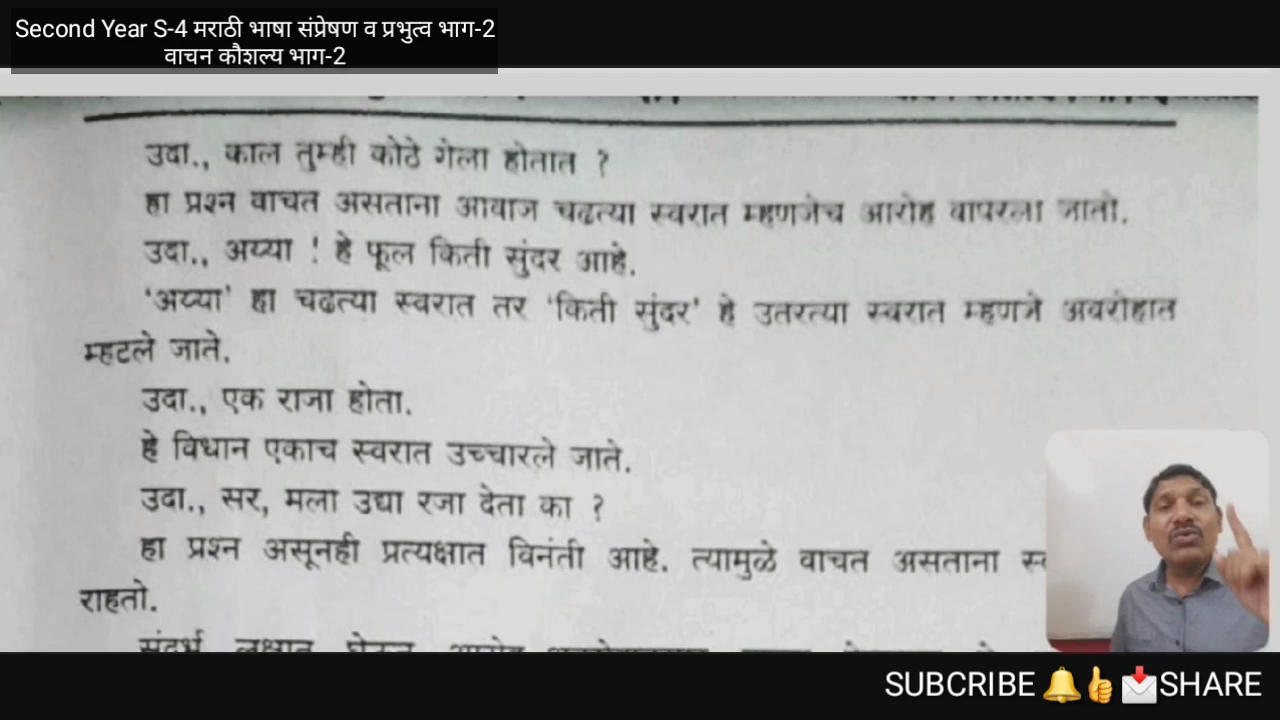 Second Year S-4 मराठी भाषा संप्रेषण व प्रभुत्व भाग-2
वाचन कौशल्य भाग-2
उदा., काल तुम्ही कोठे गेला होतात ?
हा प्रश्न वाचत असताना आवाज चढत्या स्वरात म्हणजेच आरोह वापरला जातो.
उदा., अय्या ! हे फूल किती सुंदर आहे.
'अय्या' हा चढत्या स्वरात तर 'किती सुंदर' हे उतरत्या स्वरात म्हणजे अवरोहात
म्हटले जाते.
उदा., एक राजा होता.
हे विधान एकाच स्वरात उच्चारले जाते.
उदा., सर, मला उद्या रजा देता का ?
हा प्रश्न असूनही प्रत्यक्षात विनंती आहे. त्यामुळे वाचत असताना
राहतो.
SUBCRIBE SHARE